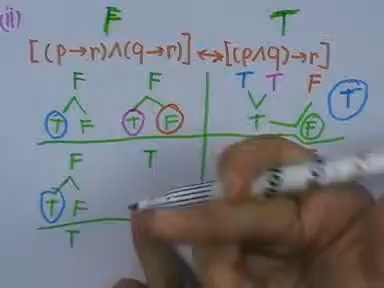 (ii) F T
[(p→r)∧(q→r)]↔[(p∧q)→r]
F F T T F T
T F T F T F
F T
T F
T